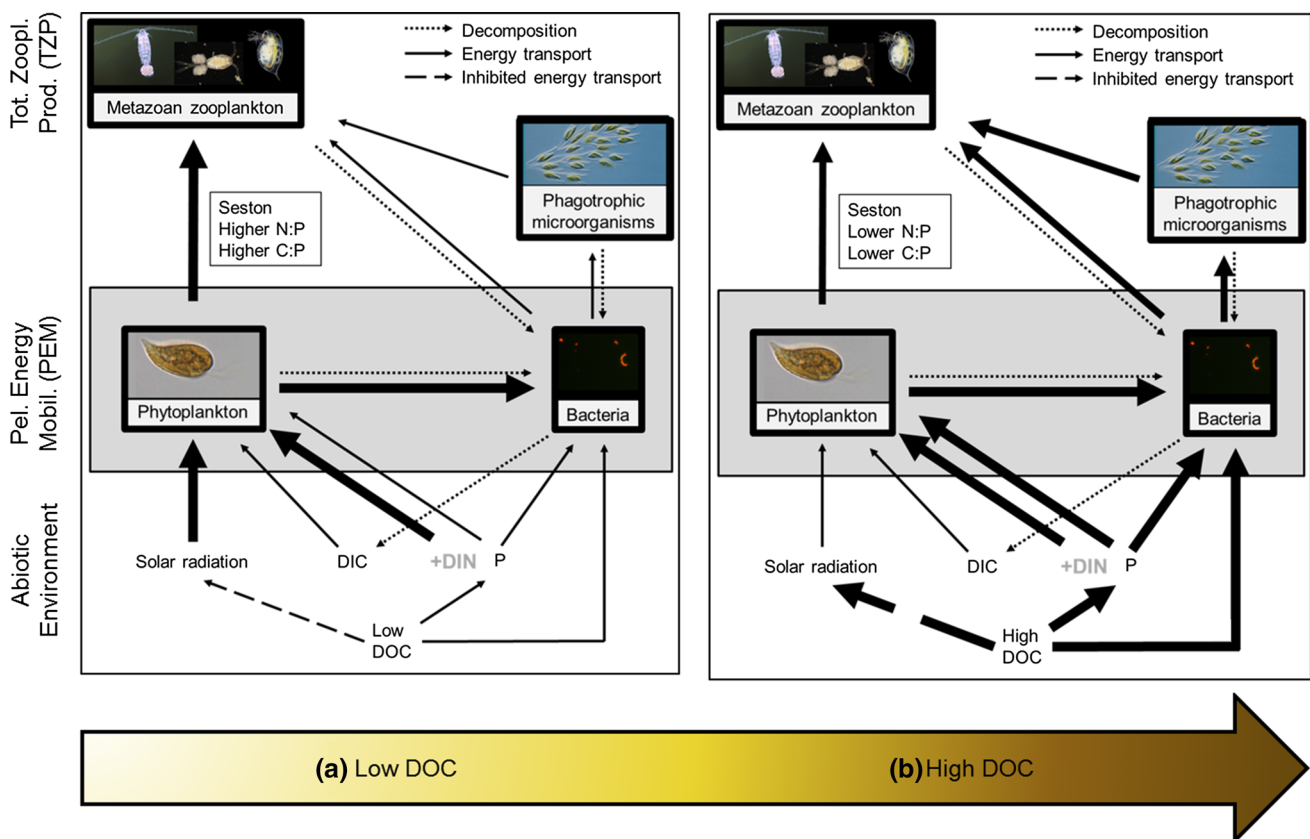 Tot. Zoopl.
Prod. (TZP)
Pel. Energy
Mobil. (PEM)
Abiotic
Environment
Decomposition
Energy transport
Inhibited energy transport
Metazoan zooplankton
Phagotrophic
microorganisms
Seston
Higher N:P
Higher C:P
Phytoplankton
Bacteria
Solar radiation
DIC
+DIN
P
Low
DOC
Decomposition
Energy transport
Inhibited energy transport
Metazoan zooplankton
Phagotrophic
microorganisms
Seston
Lower N:P
Lower C:P
Phytoplankton
Bacteria
Solar radiation
DIC
+DIN
P
High
DOC
(a) Low DOC
(b) High DOC